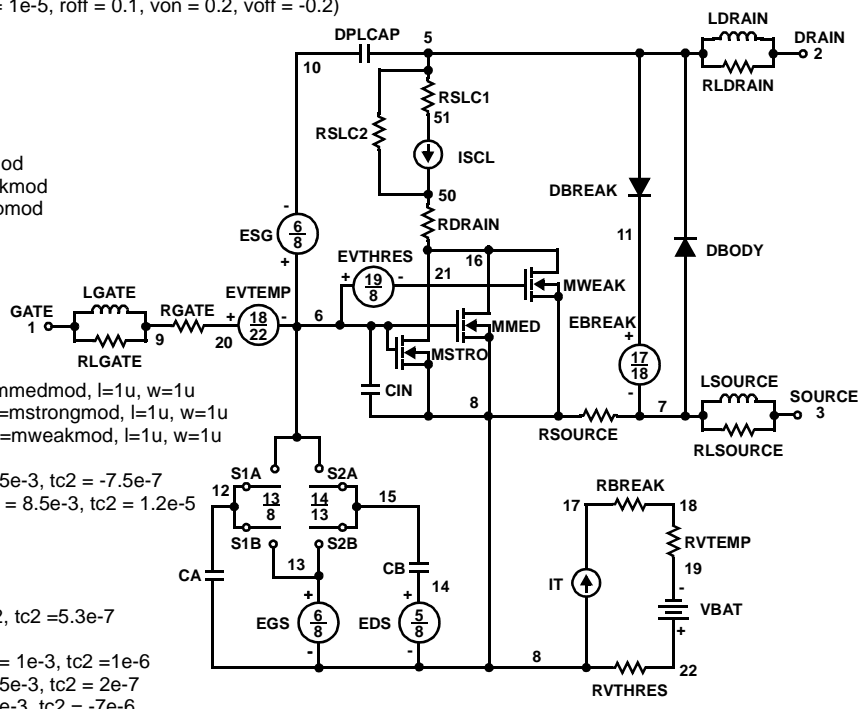 = 1e-5, roff = 0.1, von = 0.2, voff = -0.2)
LDRAIN
DPLCAP 5 DRAIN
2
10
RLDRAIN
RSLC1
51
RSLC2
ISCL
od
kmod
omod
50
DBREAK
RDRAIN
- 
ESG 6/8
+
11
DBODY
EVTHRES
+ 19/8 - 21 16
MWEAK
LGATE
GATE
1
RGATE
EVTEMP
+ 18/22 -
6
MMED
EBREAK
+
17/18
-
9 20
RLGATE
MSTRO
CIN
LSOURCE
SOURCE
3
mmedmod, l=1u, w=1u
=mstrongmod, l=1u, w=1u
=mweakmod, l=1u, w=1u
8
RSOURCE
7
RLSOURCE
5e-3, tc2 = -7.5e-7
= 8.5e-3, tc2 = 1.2e-5
S1A S2A
12 13/8 14/13 15
S1B S2B
RBREAK
17 18
RVTEMP
13
CA CB
14
IT
19
-
VBAT
+
2, tc2 =5.3e-7
+ +
EGS 6/8 EDS 5/8
- -
= 1e-3, tc2 =1e-6
5e-3, tc2 = 2e-7
8
22
RVTHRES
e-3, tc2 = -7e-6